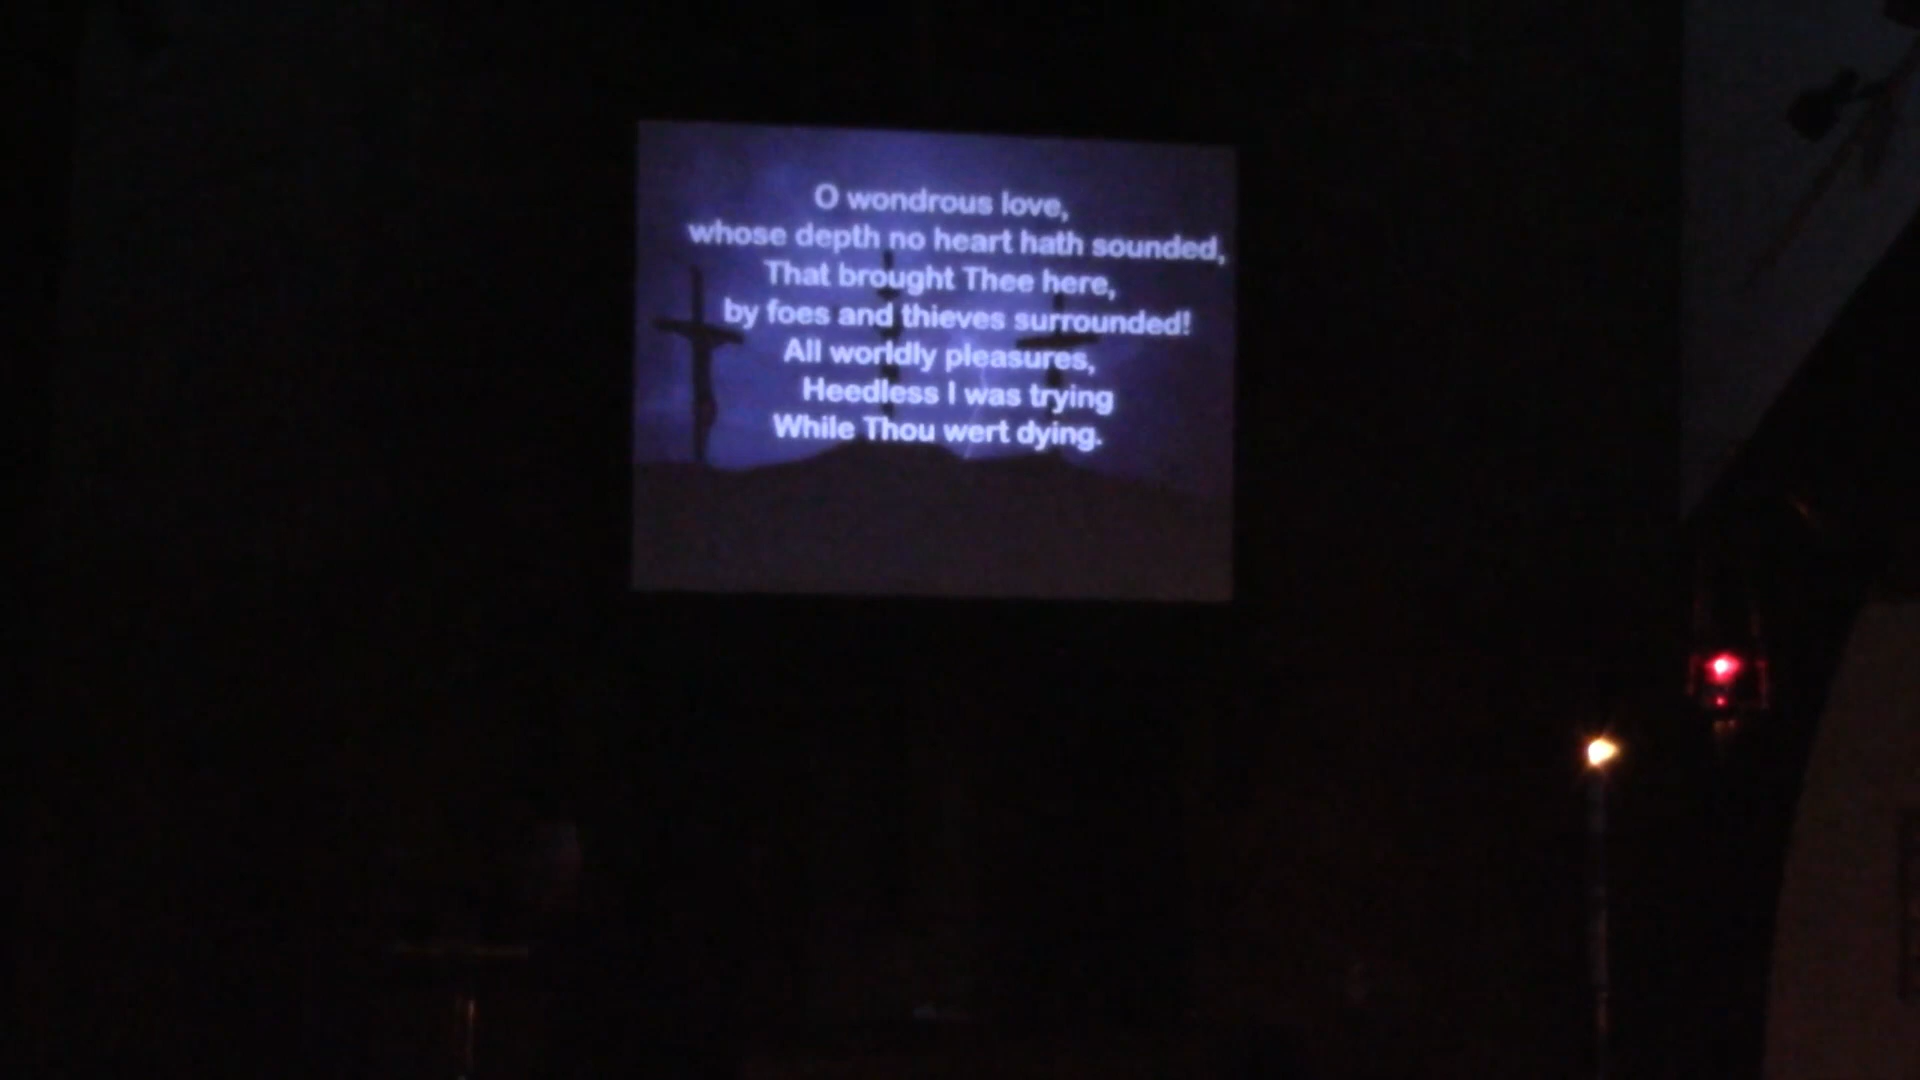 O wondrous love,
whose depth no heart hath sounded,
That brought Thee here,
by foes and thieves surrounded!
All worldly pleasures,
Heedless I was trying
While Thou wert dying.